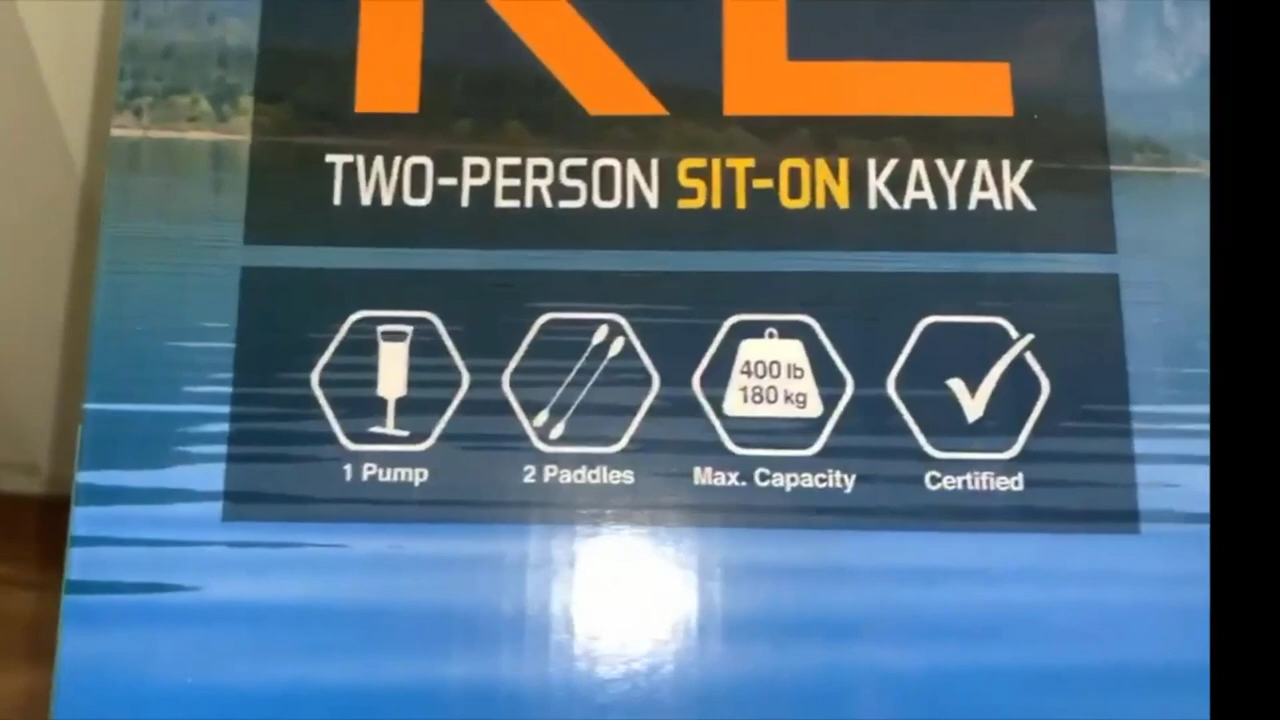 TWO-PERSON SIT-ON KAYAK
400 lb
180 kg
1 Pump
2 Paddles
Max. Capacity
Certified